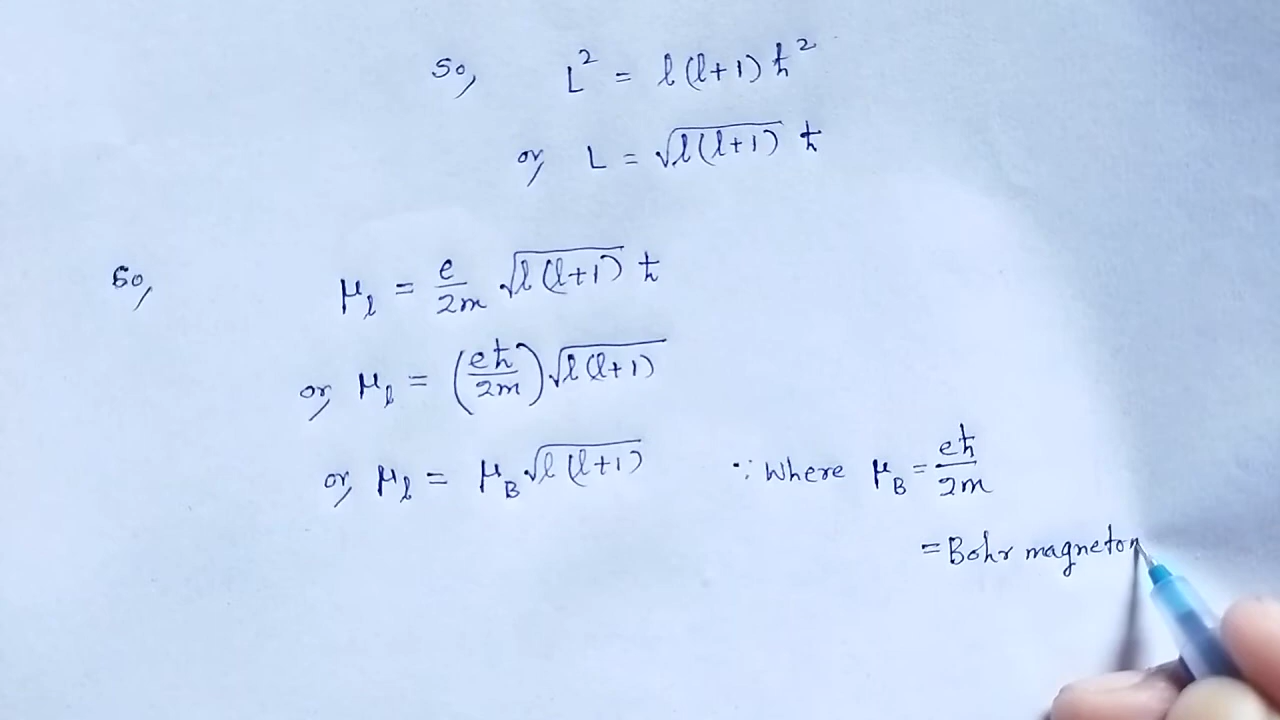 So, L² = l(l+1)ħ²
or, L = √l(l+1) ħ
So, μ_l = e/2m √l(l+1) ħ
or, μ_l = (eħ/2m) √l(l+1)
or, μ_l = μ_B √l(l+1) ∵ Where μ_B = eħ/2m
= Bohr magneton